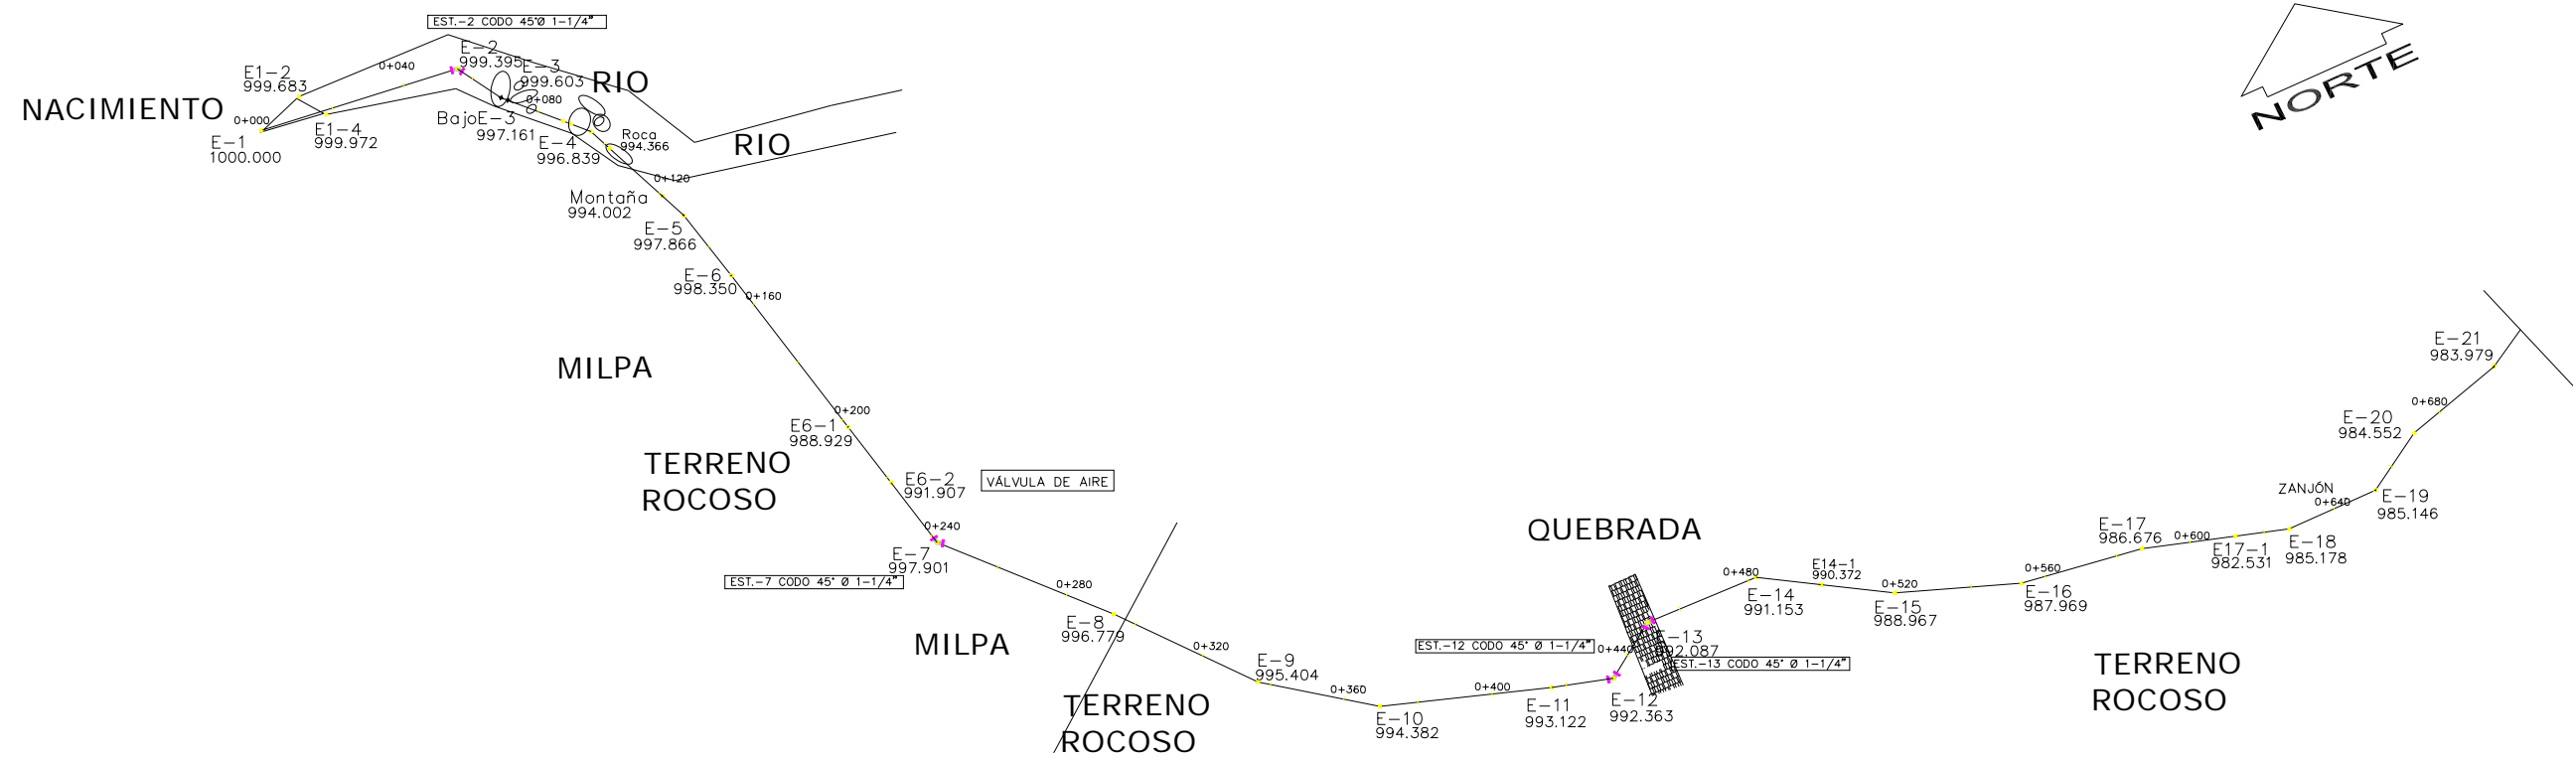 EST.-2 CODO 45°Ø 1-1/4"
NORTE
E-2
999.395
E-3
999.603
RIO
0+040
E1-2
999.683
NACIMIENTO
0+000
E-1
1000.000
E1-4
999.972
0+080
BajoE-3
997.161
E-4
996.839
Roca
994.366
RIO
0+120
Montaña
994.002
E-5
997.866
E-6
998.350
0+160
MILPA
0+200
E6-1
988.929
TERRENO
ROCOSO
E6-2
991.907
VÁLVULA DE AIRE
0+240
E-7
997.901
EST.-7 CODO 45° Ø 1-1/4"
0+280
E-8
996.779
MILPA
0+320
E-9
995.404
TERRENO
ROCOSO
0+360
E-10
994.382
0+400
E-11
993.122
E-12
992.363
EST.-12 CODO 45° Ø 1-1/4"
0+440
QUEBRADA
E-13
992.087
EST.-13 CODO 45° Ø 1-1/4"
0+480
E-14
991.153
E14-1
990.372
0+520
E-15
988.967
0+560
E-16
987.969
E-17
986.676
0+600
E17-1
982.531
E-18
985.178
ZANJÓN
0+640
E-19
985.146
E-20
984.552
0+680
E-21
983.979
TERRENO
ROCOSO